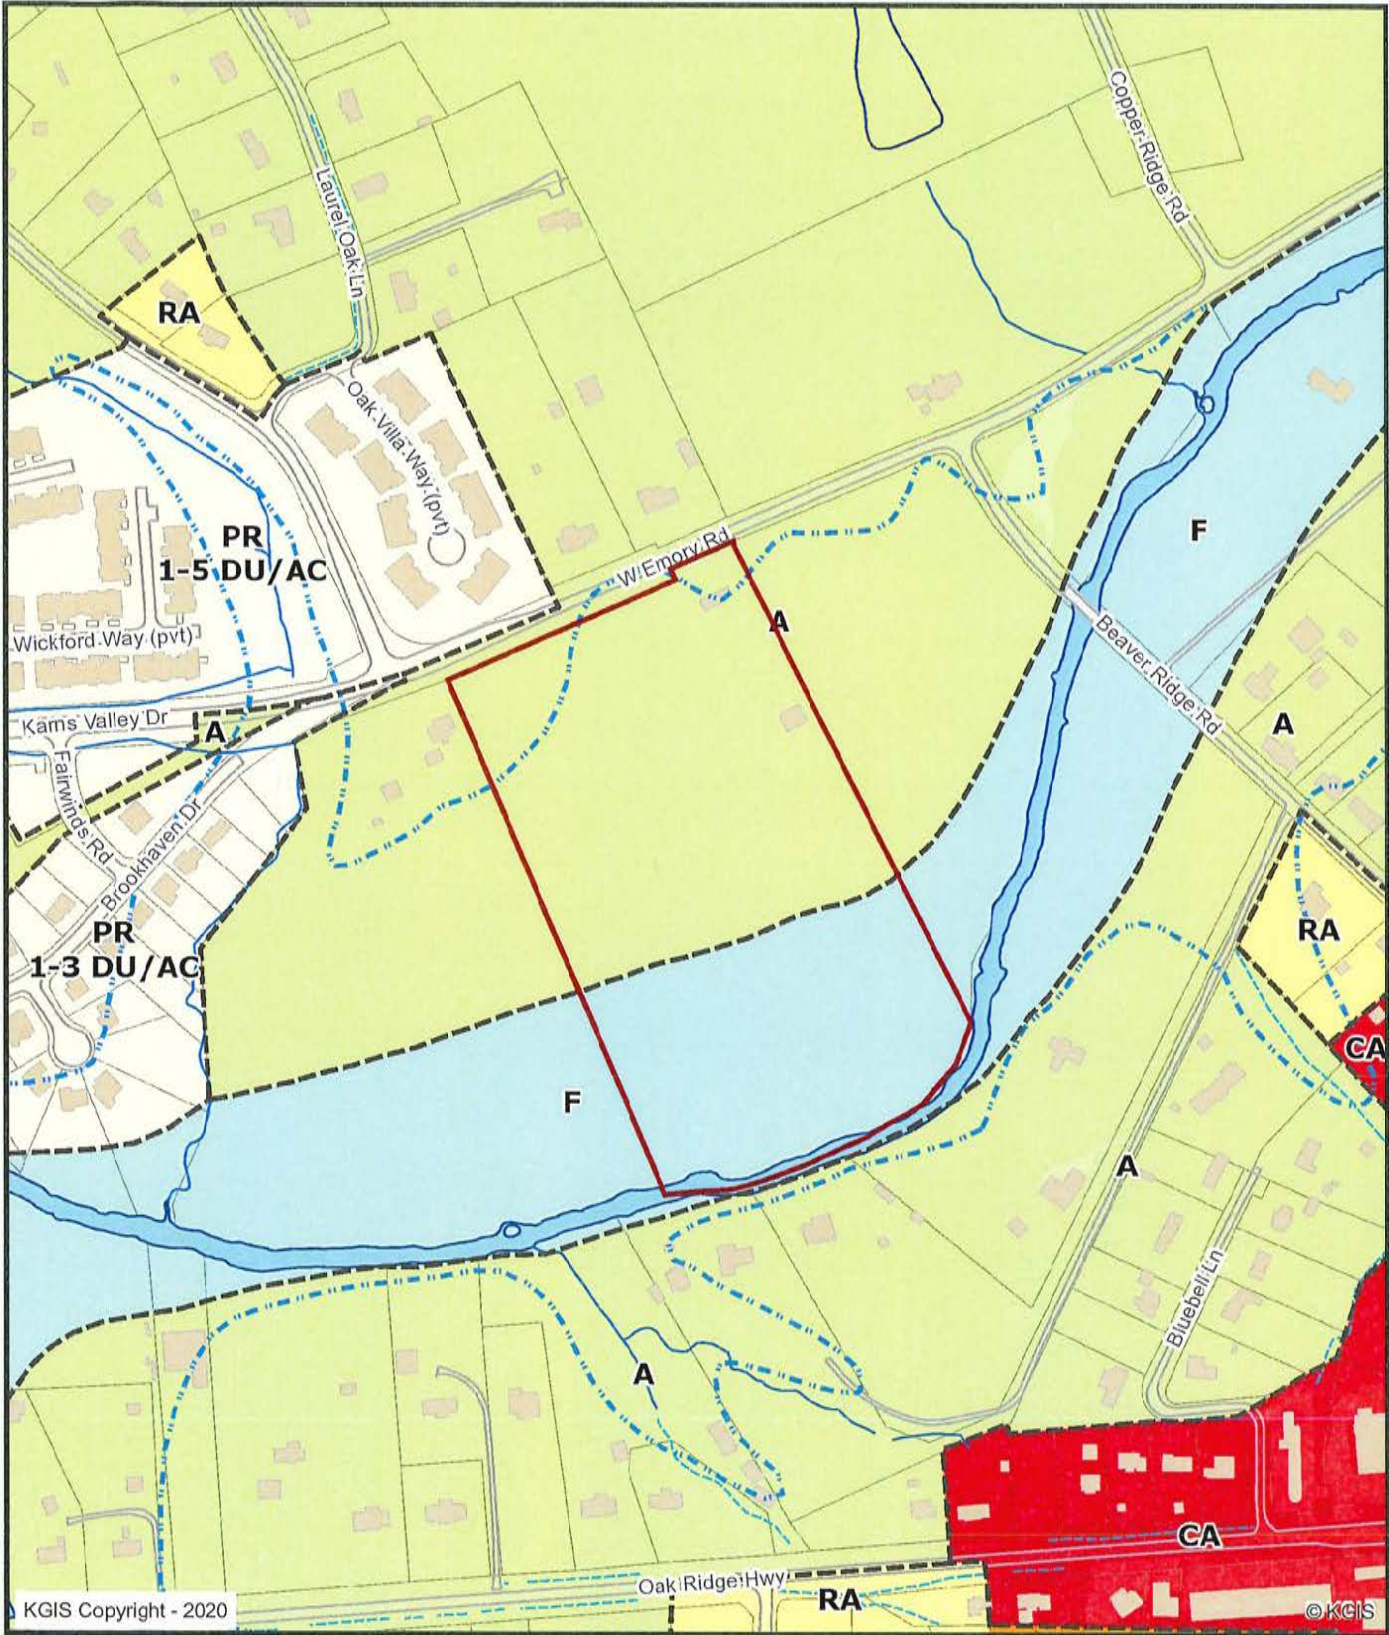 Copper Ridge Rd
Laurel Oak Ln
RA
Oak Villa Way (pvt)
F
PR
1-5 DU/AC
W Emory Rd
A
Beaver Ridge Rd
Wickford Way (pvt)
Karns Valley Dr
A
A
Fairwinds Rd
Brookhaven Dr
PR
1-3 DU/AC
RA
CA
F
A
Bluebell Ln
A
CA
Oak Ridge Hwy
RA
KGIS Copyright - 2020
© KGIS